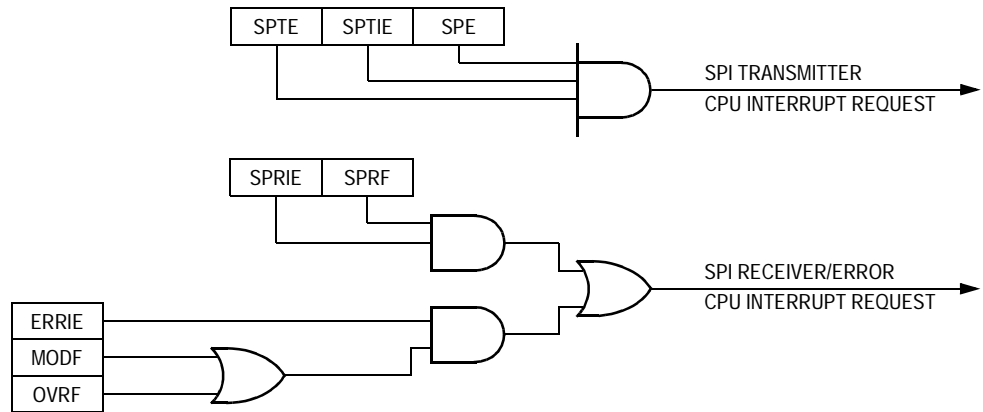 SPTE SPTIE SPE
SPI TRANSMITTER
CPU INTERRUPT REQUEST
SPRIE SPRF
SPI RECEIVER/ERROR
CPU INTERRUPT REQUEST
ERRIE
MODF
OVRF